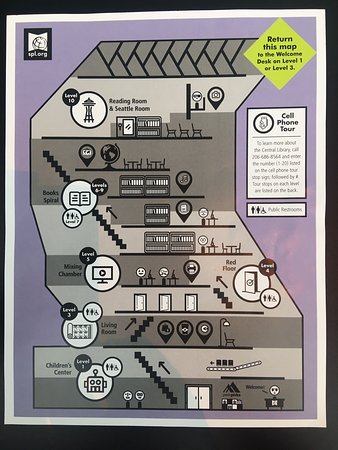 spl.org
Return
this map
to the Welcome
Desk on Level 1
or Level 3.
Level
10
Reading Room
& Seattle Room
Cell
Phone
Tour
To learn more about
the Central Library, call
206-686-8564 and enter
the number (1-20) listed
on the cell phone tour
stop sign, followed by #.
Tour stops on each level
are listed on the back.
Public Restrooms
Books
Spiral
Levels
6-9
Level 7
Mixing
Chamber
Level
5
Red
Floor
Level
4
Level
3
Living
Room
Children's
Center
Level
1
Welcome!